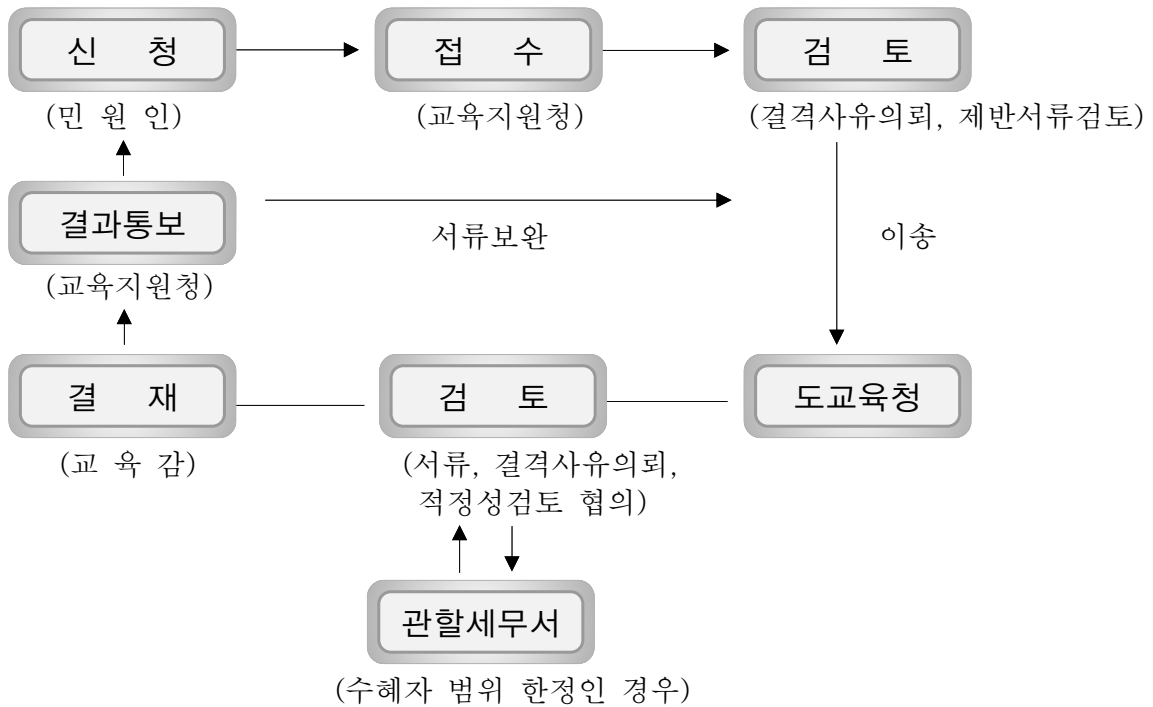 신 청
접 수
검 토
(민 원 인)
(교육지원청)
(결격사유의뢰, 제반서류검토)
결과통보
서류보완
이송
(교육지원청)
결 재
검 토
도교육청
(교 육 감)
(서류, 결격사유의뢰,
적정성검토 협의)
관할세무서
(수혜자 범위 한정인 경우)